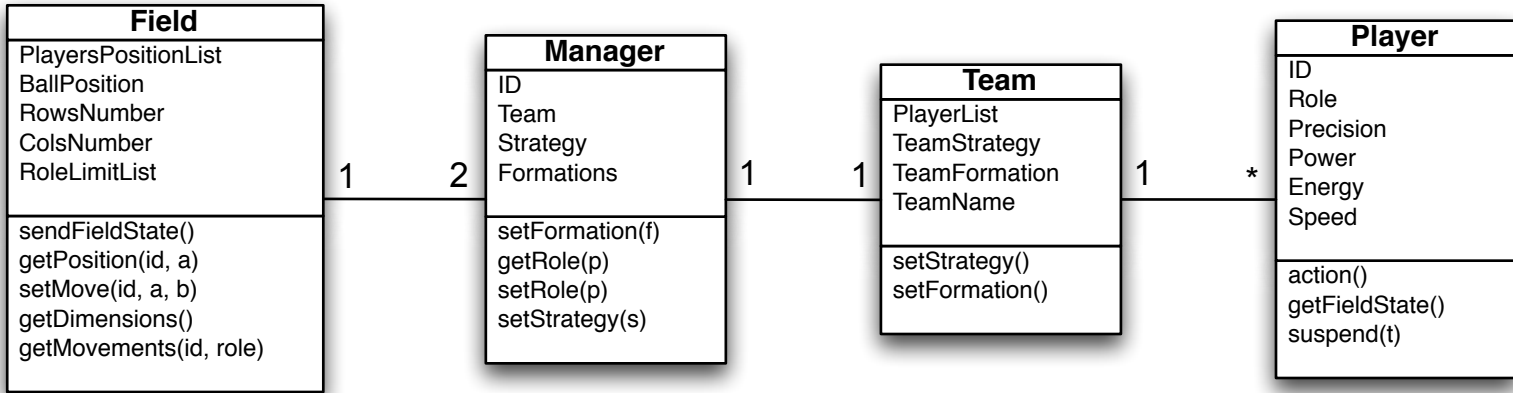 Field
PlayersPositionList
BallPosition
RowsNumber
ColsNumber
RoleLimitList
sendFieldState()
getPosition(id, a)
setMove(id, a, b)
getDimensions()
getMovements(id, role)
1
2
Manager
ID
Team
Strategy
Formations
setFormation(f)
getRole(p)
setRole(p)
setStrategy(s)
1
1
Team
PlayerList
TeamStrategy
TeamFormation
TeamName
setStrategy()
setFormation()
1
*
Player
ID
Role
Precision
Power
Energy
Speed
action()
getFieldState()
suspend(t)